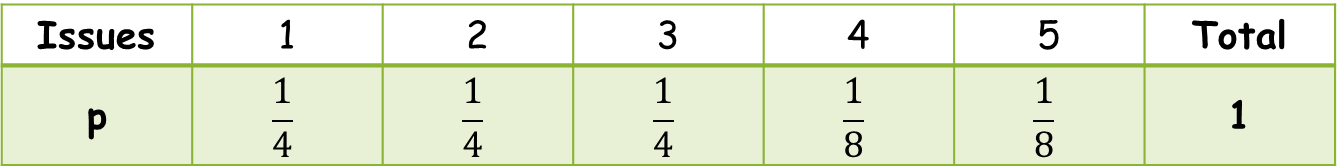 Issues 1 2 3 4 5 Total
p 1/4 1/4 1/4 1/8 1/8 1